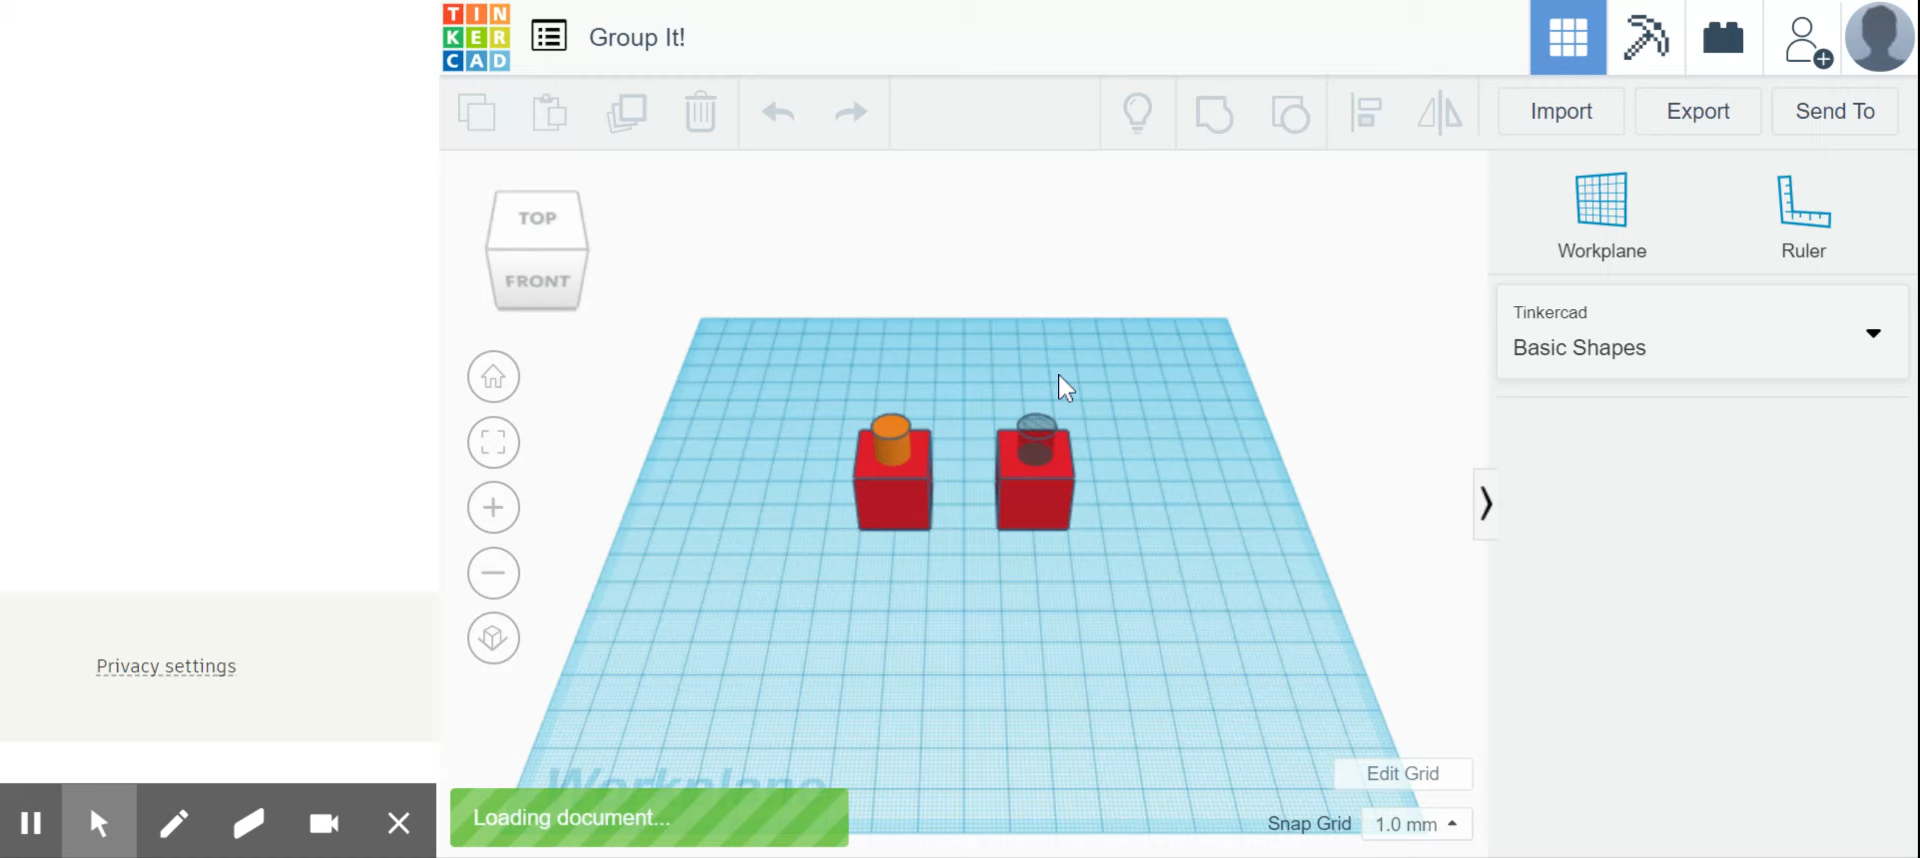 TIN
KER
CAD
Group It!
Import
Export
Send To
TOP
FRONT
Workplane
Ruler
Tinkercad
Basic Shapes
Privacy settings
Edit Grid
Workplane
Loading document...
Snap Grid
1.0 mm